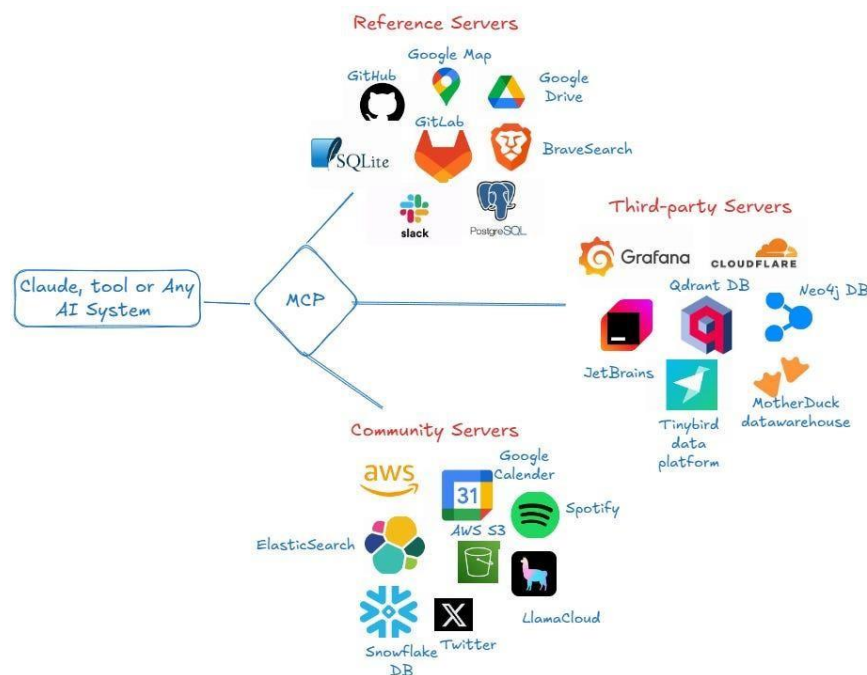 Reference Servers
Google Map
GitHub
Google
Drive
GitLab
SQLite
BraveSearch
slack
PostgreSQL
Third-party Servers
Grafana
CLOUDFLARE
Claude, tool or Any
AI System
MCP
Qdrant DB
Neo4j DB
JetBrains
MotherDuck
datawarehouse
Tinybird
data
platform
Community Servers
aws
Google
Calender
31
Spotify
AWS S3
ElasticSearch
LlamaCloud
Twitter
Snowflake
DB